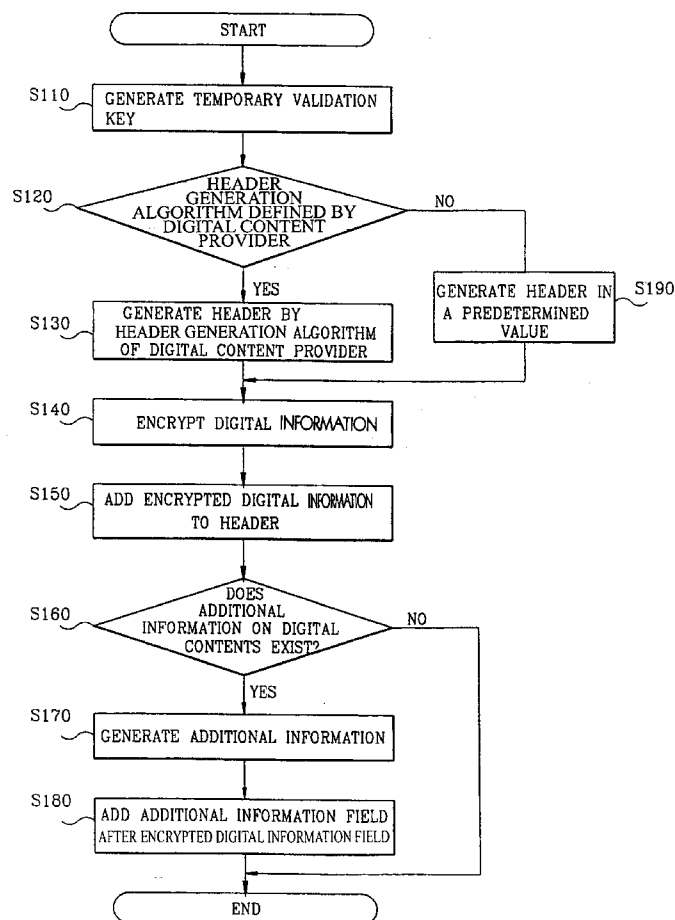 START
S110
GENERATE TEMPORARY VALIDATION
KEY
S120
HEADER
GENERATION
ALGORITHM DEFINED BY
DIGITAL CONTENT
PROVIDER
NO
YES
S130
GENERATE HEADER BY
HEADER GENERATION ALGORITHM
OF DIGITAL CONTENT PROVIDER
S190
GENERATE HEADER IN
A PREDETERMINED
VALUE
S140
ENCRYPT DIGITAL INFORMATION
S150
ADD ENCRYPTED DIGITAL INFORMATION
TO HEADER
S160
DOES
ADDITIONAL
INFORMATION ON DIGITAL
CONTENTS EXIST?
NO
YES
S170
GENERATE ADDITIONAL INFORMATION
S180
ADD ADDITIONAL INFORMATION FIELD
AFTER ENCRYPTED DIGITAL INFORMATION FIELD
END